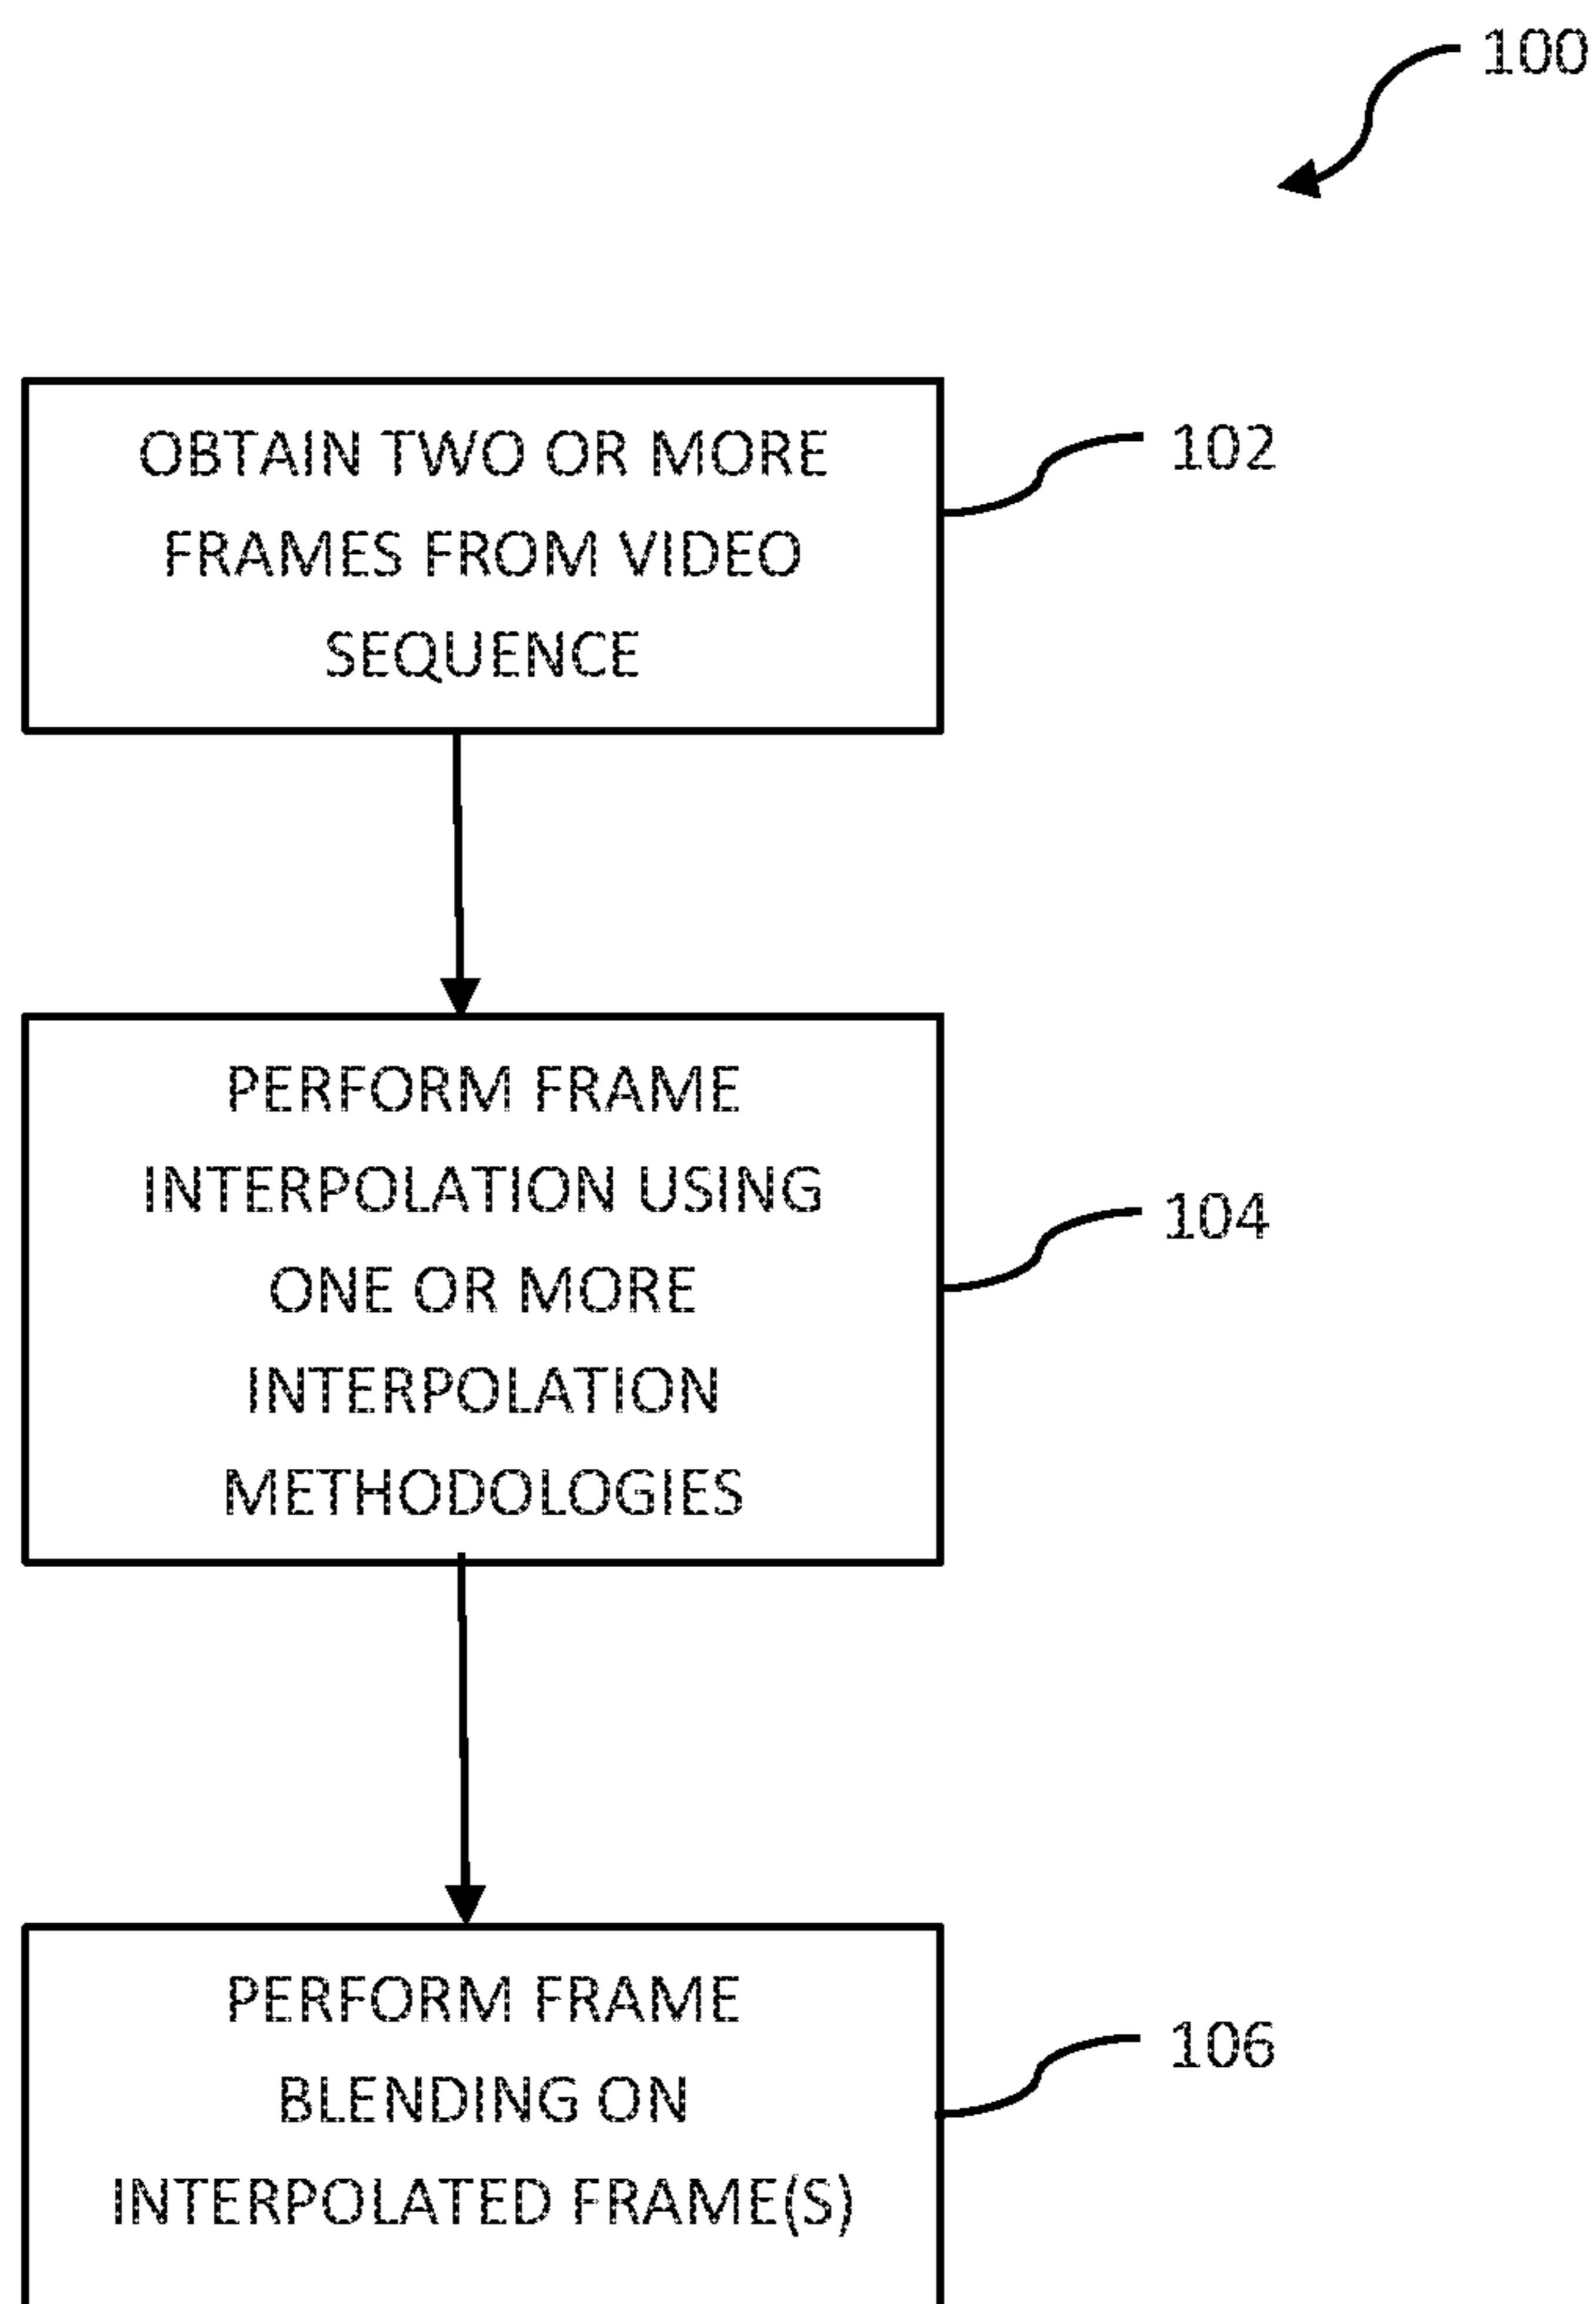 100
OBTAIN TWO OR MORE
FRAMES FROM VIDEO
SEQUENCE
102
PERFORM FRAME
INTERPOLATION USING
ONE OR MORE
INTERPOLATION
METHODOLOGIES
104
PERFORM FRAME
BLENDING ON
INTERPOLATED FRAME(S)
106